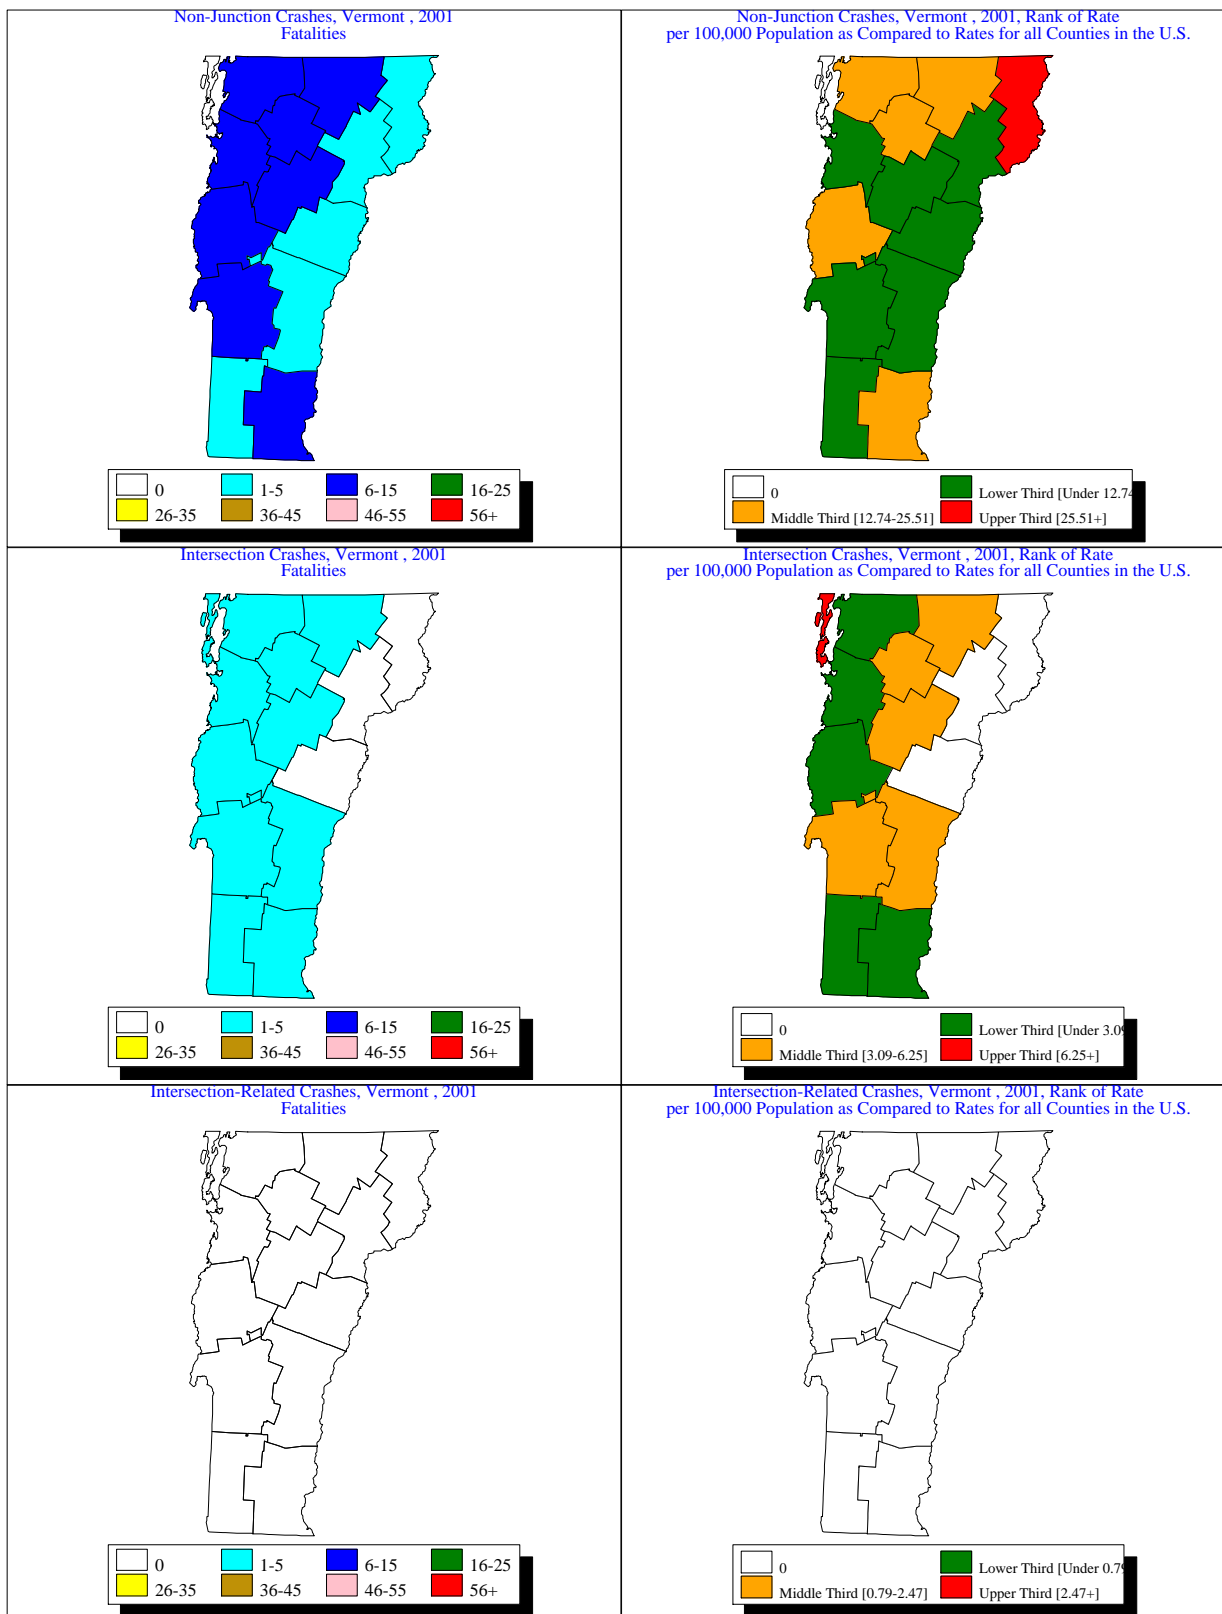 Non-Junction Crashes, Vermont , 2001
Fatalities
0
1-5
6-15
16-25
26-35
36-45
46-55
56+
Non-Junction Crashes, Vermont , 2001, Rank of Rate
per 100,000 Population as Compared to Rates for all Counties in the U.S.
0
Lower Third [Under 12.74
Middle Third [12.74-25.51]
Upper Third [25.51+]
Intersection Crashes, Vermont , 2001
Fatalities
0
1-5
6-15
16-25
26-35
36-45
46-55
56+
Intersection Crashes, Vermont , 2001, Rank of Rate
per 100,000 Population as Compared to Rates for all Counties in the U.S.
0
Lower Third [Under 3.09
Middle Third [3.09-6.25]
Upper Third [6.25+]
Intersection-Related Crashes, Vermont , 2001
Fatalities
0
1-5
6-15
16-25
26-35
36-45
46-55
56+
Intersection-Related Crashes, Vermont , 2001, Rank of Rate
per 100,000 Population as Compared to Rates for all Counties in the U.S.
0
Lower Third [Under 0.79
Middle Third [0.79-2.47]
Upper Third [2.47+]